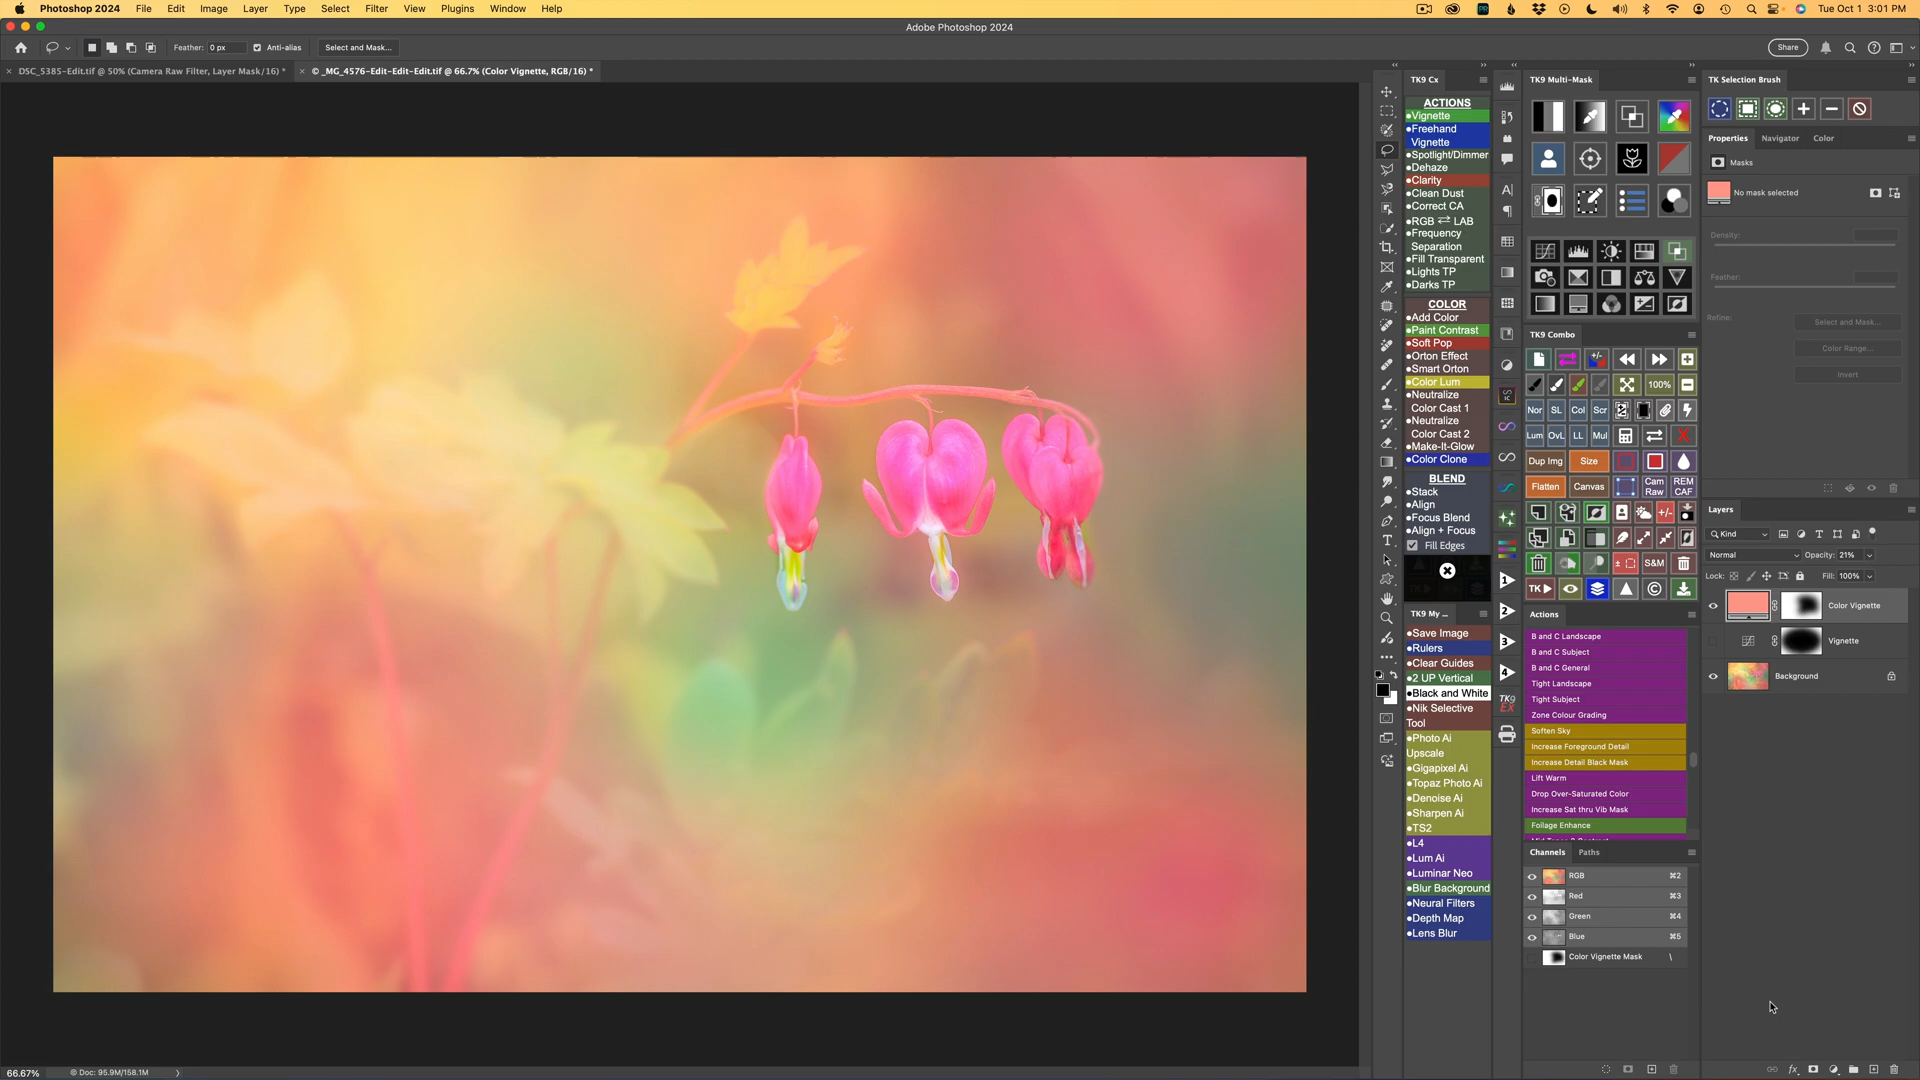 Photoshop 2024 File Edit Image Layer Type Select Filter View Plugins Window Help
Tue Oct 1 3:01 PM
Adobe Photoshop 2024
Feather: 0 px Anti-alias Select and Mask... Share
DSC_5385-Edit.tif @ 50% (Camera Raw Filter, Layer Mask/16) *
© _MG_4576-Edit-Edit-Edit.tif @ 66.7% (Color Vignette, RGB/16) *
TK9 Cx
ACTIONS
•Vignette
•Freehand
Vignette
•Spotlight/Dimmer
•Dehaze
•Clarity
•Clean Dust
•Correct CA
•RGB ⇄ LAB
•Frequency
Separation
•Fill Transparent
•Lights TP
•Darks TP
COLOR
•Add Color
•Paint Contrast
•Soft Pop
•Orton Effect
•Smart Orton
•Color Lum
•Neutralize
Color Cast 1
•Neutralize
Color Cast 2
•Make-It-Glow
•Color Clone
BLEND
•Stack
•Align
•Focus Blend
•Align + Focus
Fill Edges
TK9 My ...
•Save Image
•Rulers
•Clear Guides
•2 UP Vertical
•Black and White
•Nik Selective
Tool
•Photo Ai
Upscale
•Gigapixel Ai
•Topaz Photo Ai
•Denoise Ai
•Sharpen Ai
•TS2
•L4
•Lum Ai
•Luminar Neo
•Blur Background
•Neural Filters
•Depth Map
•Lens Blur
1
2
3
4
TK9
EX
TK9 Multi-Mask
TK9 Combo
100%
Nor SL Col Scr
Lum OvL LL Mul
Dup Img Size
Flatten Canvas Cam Raw REM CAF
+/-
S&M
TK
Actions
B and C Landscape
B and C Subject
B and C General
Tight Landscape
Tight Subject
Zone Colour Grading
Soften Sky
Increase Foreground Detail
Increase Detail Black Mask
Lift Warm
Drop Over-Saturated Color
Increase Sat thru Vib Mask
Foilage Enhance
Channels Paths
RGB ⌘2
Red ⌘3
Green ⌘4
Blue ⌘5
Color Vignette Mask \
TK Selection Brush
Properties Navigator Color
Masks
No mask selected
Density:
Feather:
Refine: Select and Mask...
Color Range...
Invert
Layers
Kind
Normal Opacity: 21%
Lock: Fill: 100%
Color Vignette
Vignette
Background
66.67% Doc: 95.9M/158.1M